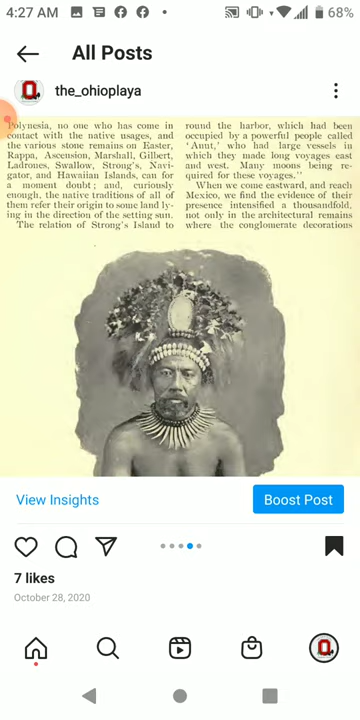 4:27 AM
68%
All Posts
the_ohioplaya
Polynesia, no one who has come in
contact with the native usages, and
the various stone remains on Easter,
Rappa, Ascension, Marshall, Gilbert,
Ladrones, Swallow, Strong's, Navi-
gator, and Hawaiian Islands, can for
a moment doubt; and, curiously
enough, the native traditions of all of
them refer their origin to some land ly-
ing in the direction of the setting sun.
The relation of Strong's Island to
round the harbor, which had been
occupied by a powerful people called
'Anut,' who had large vessels in
which they made long voyages east
and west. Many moons being re-
quired for these voyages."
When we come eastward, and reach
Mexico, we find the evidence of their
presence intensified a thousandfold,
not only in the architectural remains
where the conglomerate decorations
View Insights
Boost Post
7 likes
October 28, 2020